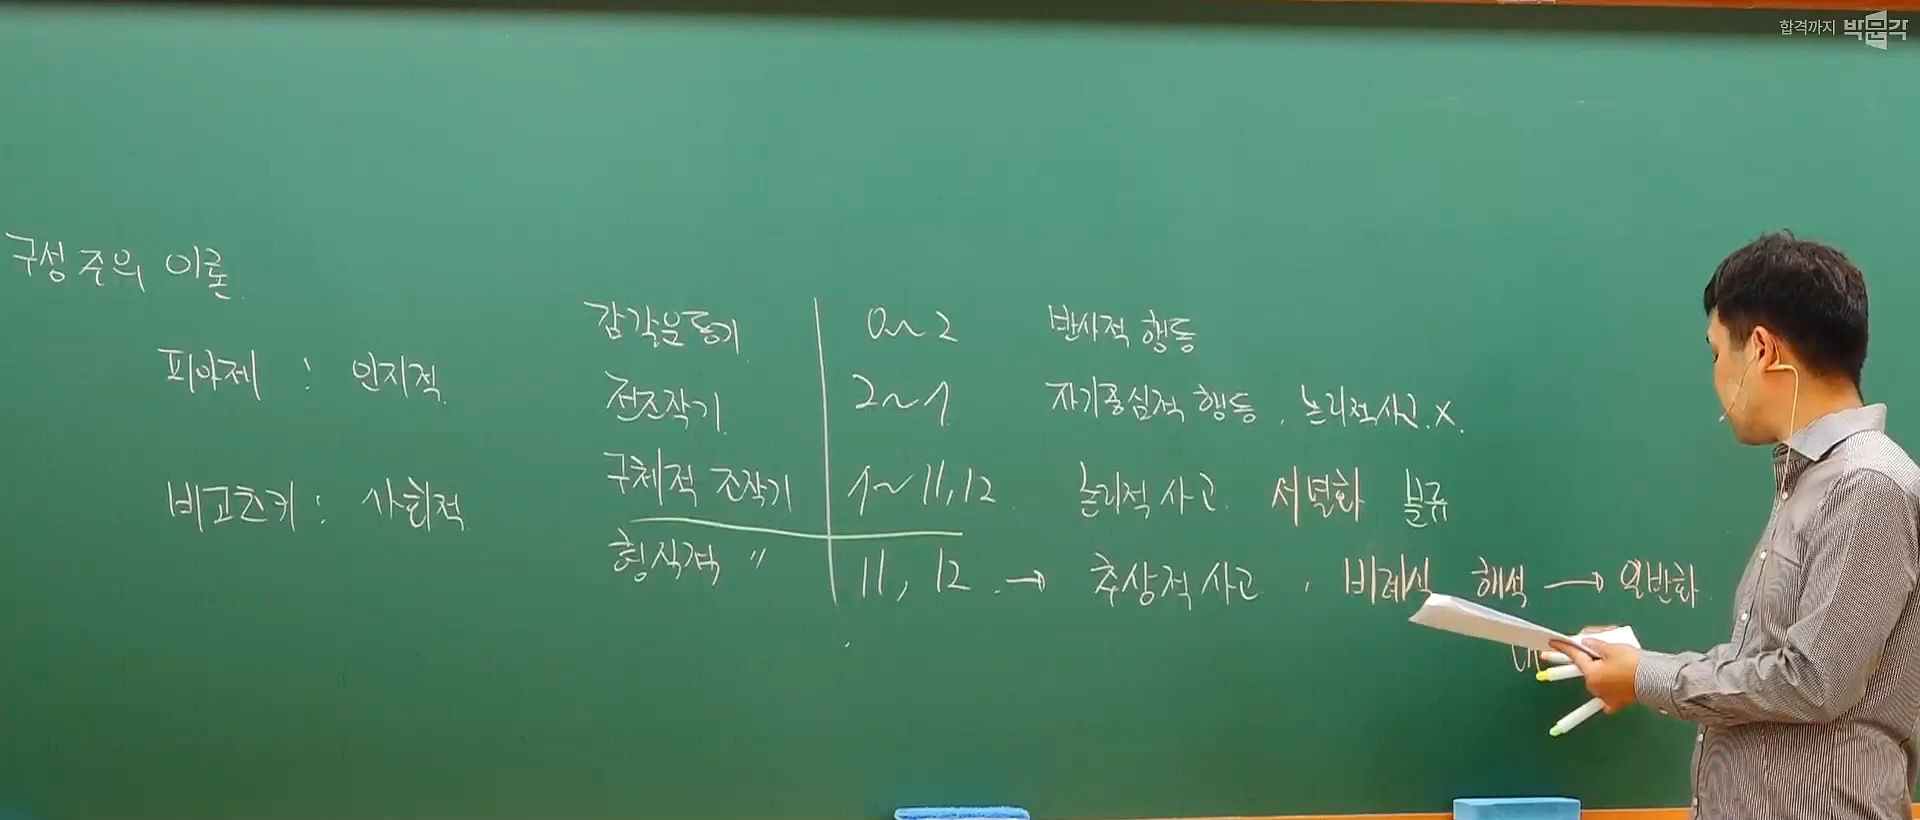 합격까지 박문각
구성주의 이론
피아제 : 인지적
비고츠키 : 사회적
감각운동기 0~2 반사적 행동
전조작기 2~7 자기중심적 행동, 논리적사고 X.
구체적 조작기 7~11,12 논리적 사고. 서열화 분류
형식적 〃 11, 12 → 추상적 사고, 비례식 해석 → 일반화